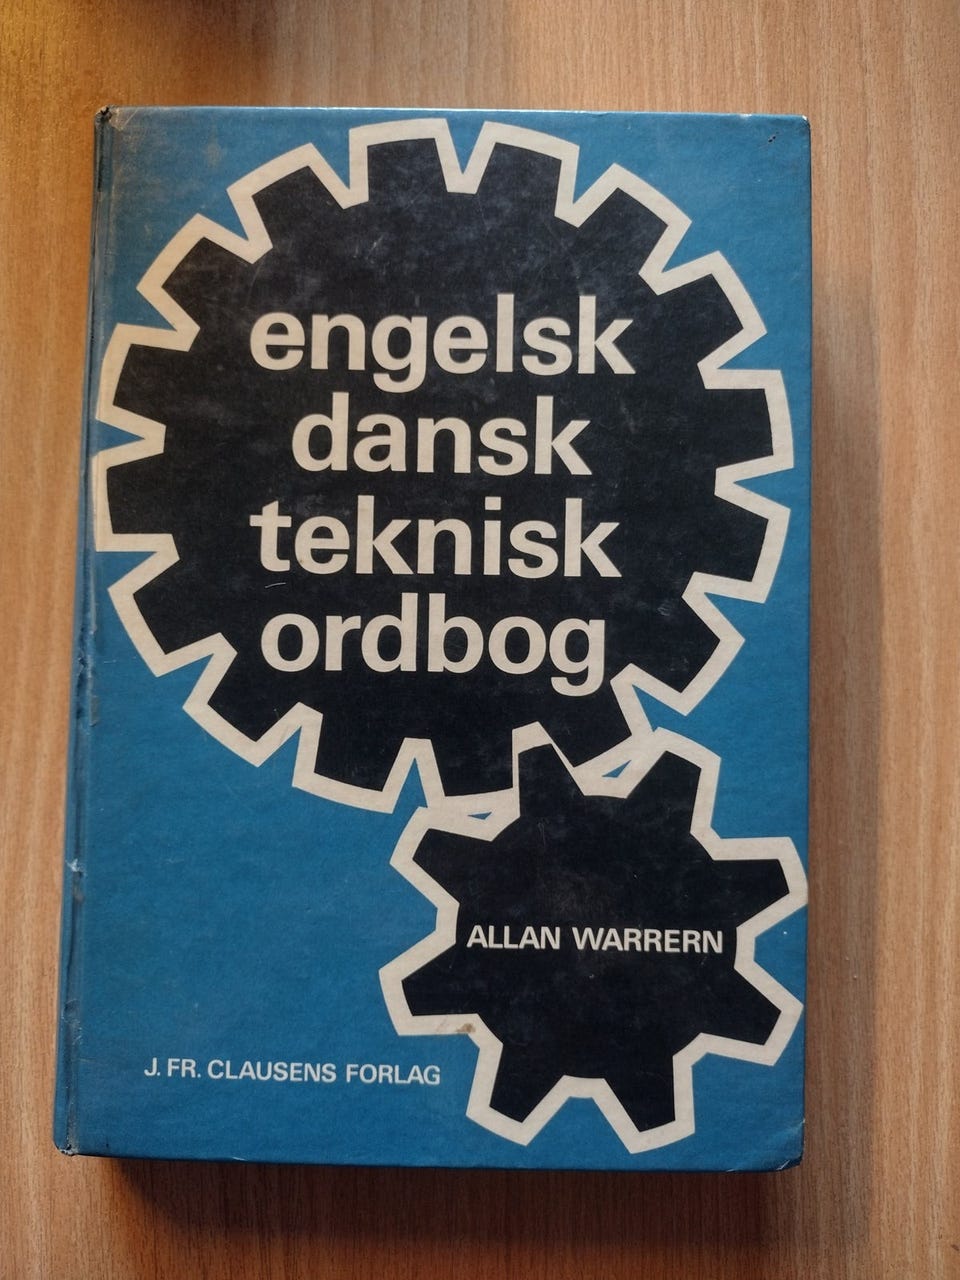 engelsk
dansk
teknisk
ordbog
ALLAN WARRERN
J. FR. CLAUSENS FORLAG